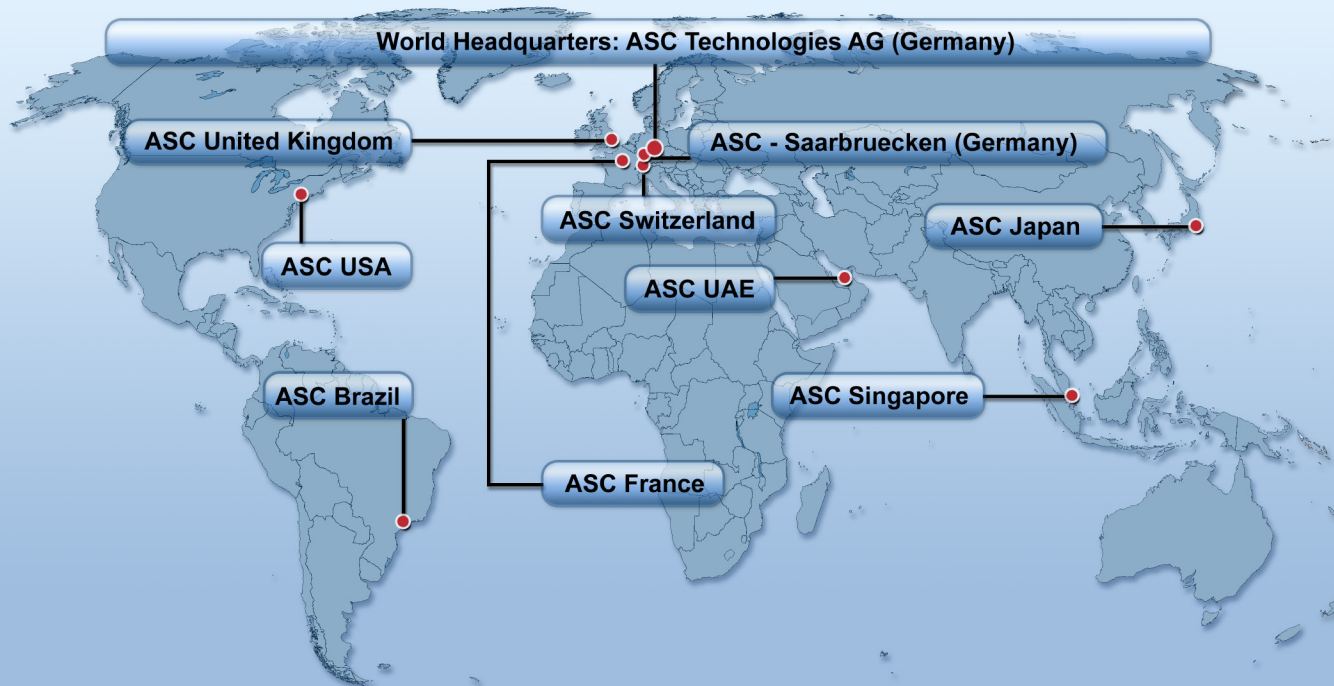 World Headquarters: ASC Technologies AG (Germany)
ASC United Kingdom
ASC - Saarbruecken (Germany)
ASC Switzerland
ASC Japan
ASC USA
ASC UAE
ASC Brazil
ASC Singapore
ASC France